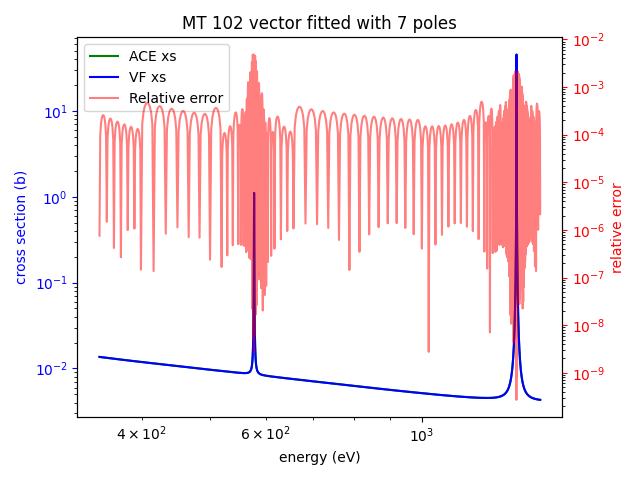 MT 102 vector fitted with 7 poles
ACE xs
VF xs
Relative error
cross section (b)
10¹
10⁰
10⁻¹
10⁻²
10⁻²
10⁻³
10⁻⁴
10⁻⁵
10⁻⁶
10⁻⁷
10⁻⁸
10⁻⁹
relative error
4 × 10² 6 × 10² 10³
energy (eV)